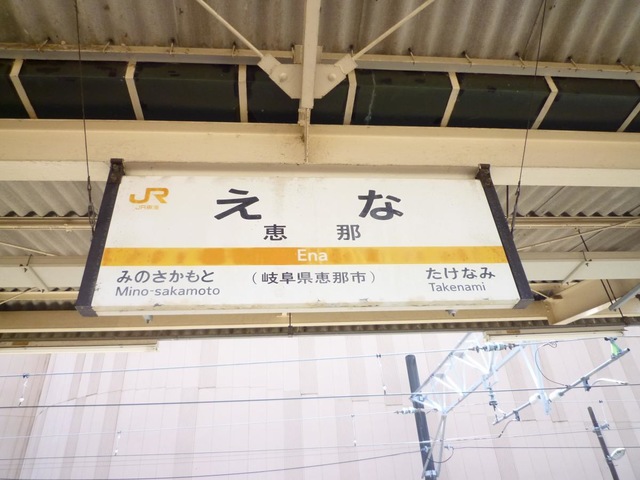 JR
JR東海
えな
恵那
Ena
みのさかもと
(岐阜県恵那市)
たけなみ
Mino-sakamoto
Takenami